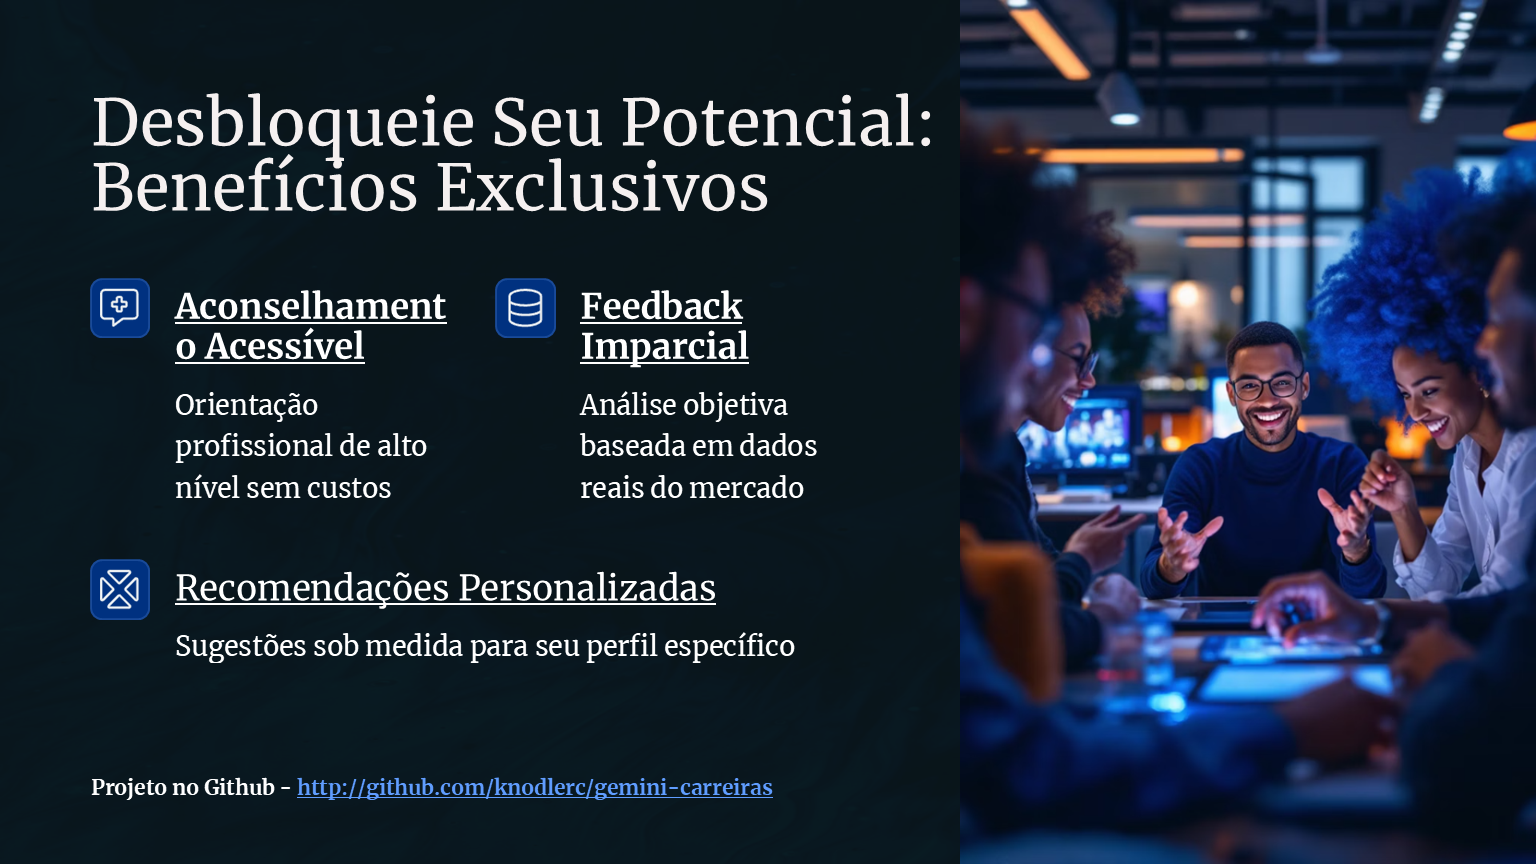 Desbloqueie Seu Potencial:
Benefícios Exclusivos
Aconselhament
o Acessível
Orientação
profissional de alto
nível sem custos
Feedback
Imparcial
Análise objetiva
baseada em dados
reais do mercado
Recomendações Personalizadas
Sugestões sob medida para seu perfil específico
Projeto no Github - http://github.com/knodlerc/gemini-carreiras